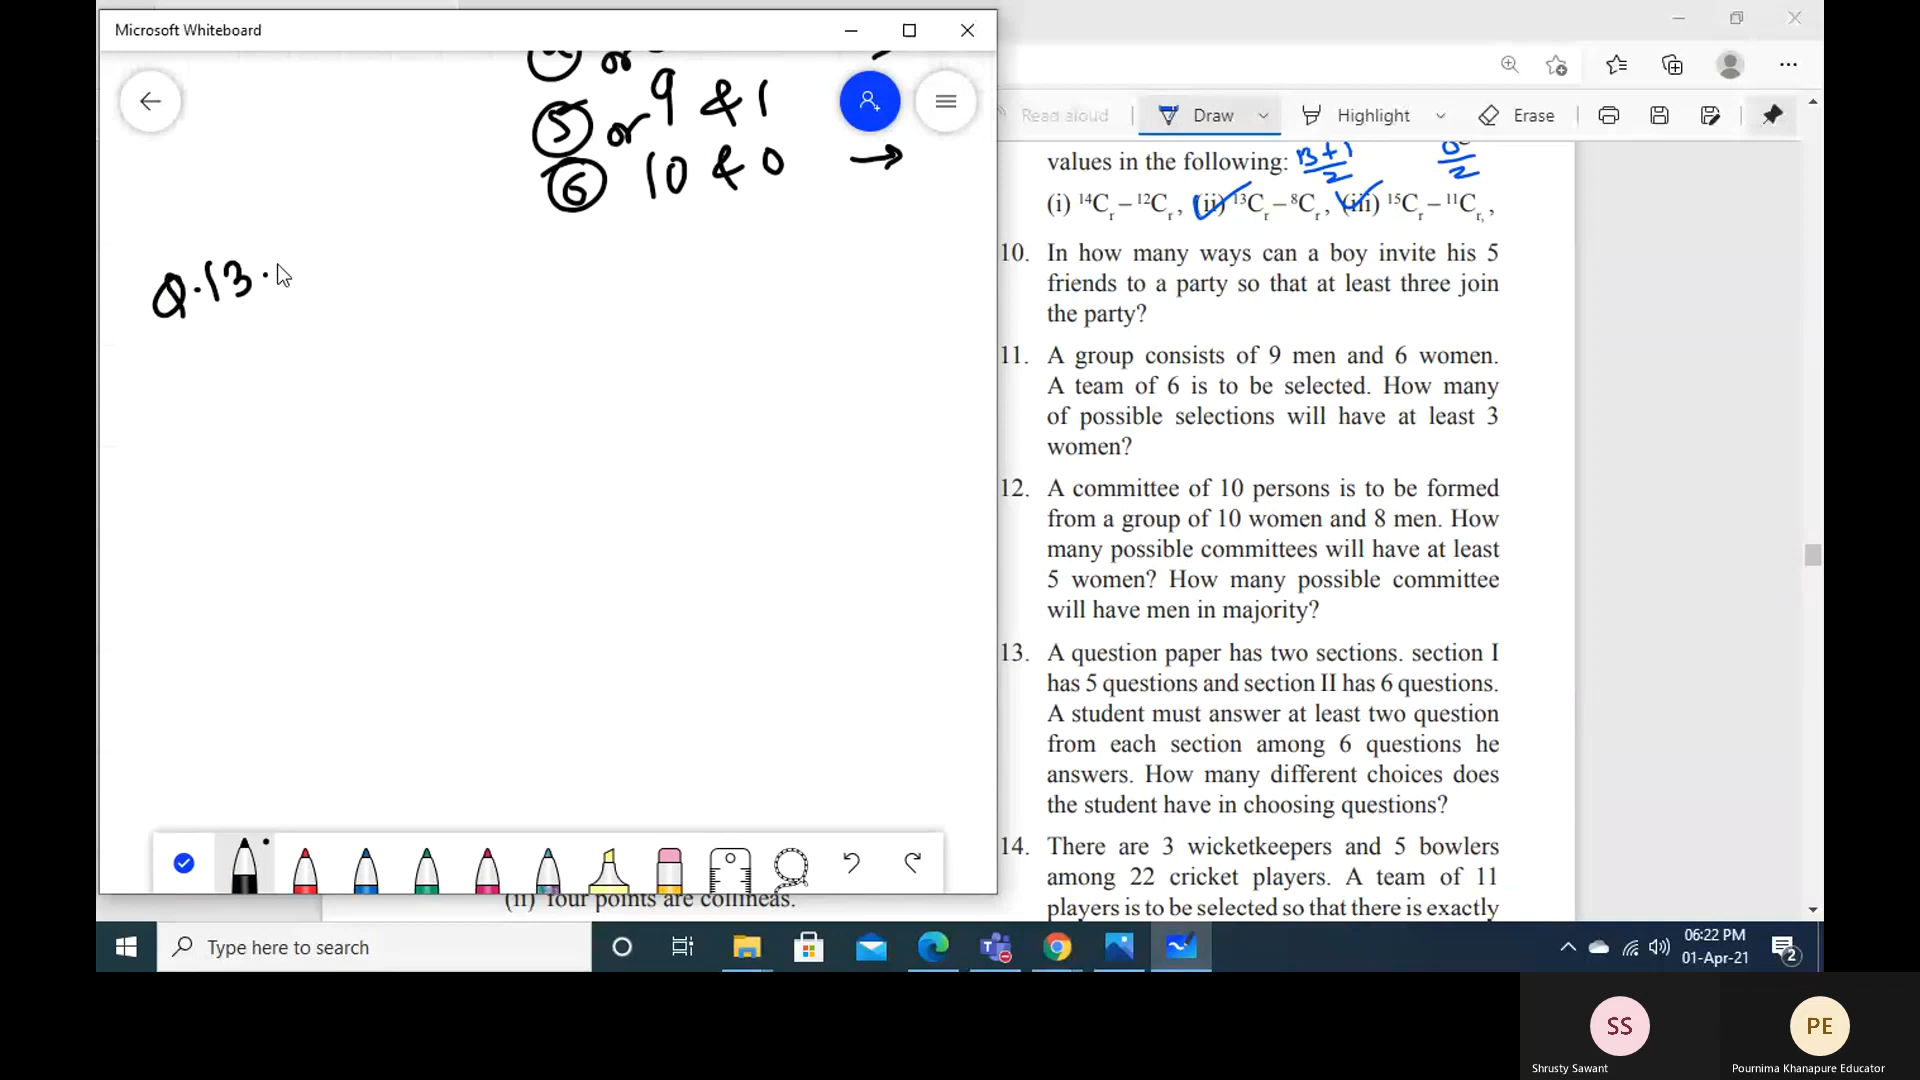 Microsoft Whiteboard
or
5 or 9 & 1
6 10 & 0 →
Q.13.
Read aloud
Draw
Highlight
Erase
values in the following: 13+1/2
(i) ¹⁴Cᵣ – ¹²Cᵣ, (ii) ¹³Cᵣ – ⁸Cᵣ, (iii) ¹⁵Cᵣ – ¹¹Cᵣ,
10. In how many ways can a boy invite his 5
friends to a party so that at least three join
the party?
11. A group consists of 9 men and 6 women.
A team of 6 is to be selected. How many
of possible selections will have at least 3
women?
12. A committee of 10 persons is to be formed
from a group of 10 women and 8 men. How
many possible committees will have at least
5 women? How many possible committee
will have men in majority?
13. A question paper has two sections. section I
has 5 questions and section II has 6 questions.
A student must answer at least two question
from each section among 6 questions he
answers. How many different choices does
the student have in choosing questions?
14. There are 3 wicketkeepers and 5 bowlers
among 22 cricket players. A team of 11
players is to be selected so that there is exactly
(ii) four points are collineas.
Type here to search
06:22 PM
01-Apr-21
2
SS
PE
Shrusty Sawant
Pournima Khanapure Educator